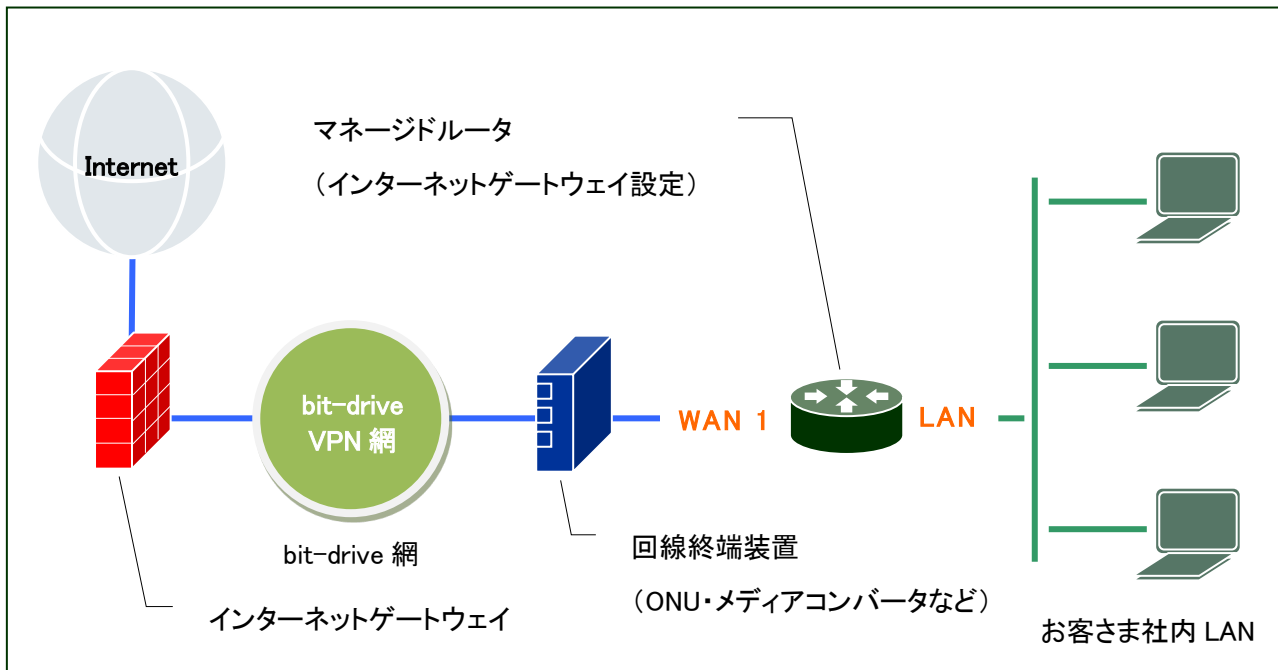 マネージドルータ
（インターネットゲートウェイ設定）
Internet
bit-drive
VPN 網
WAN 1
LAN
bit-drive 網
回線終端装置
（ONU・メディアコンバータなど）
インターネットゲートウェイ
お客さま社内 LAN